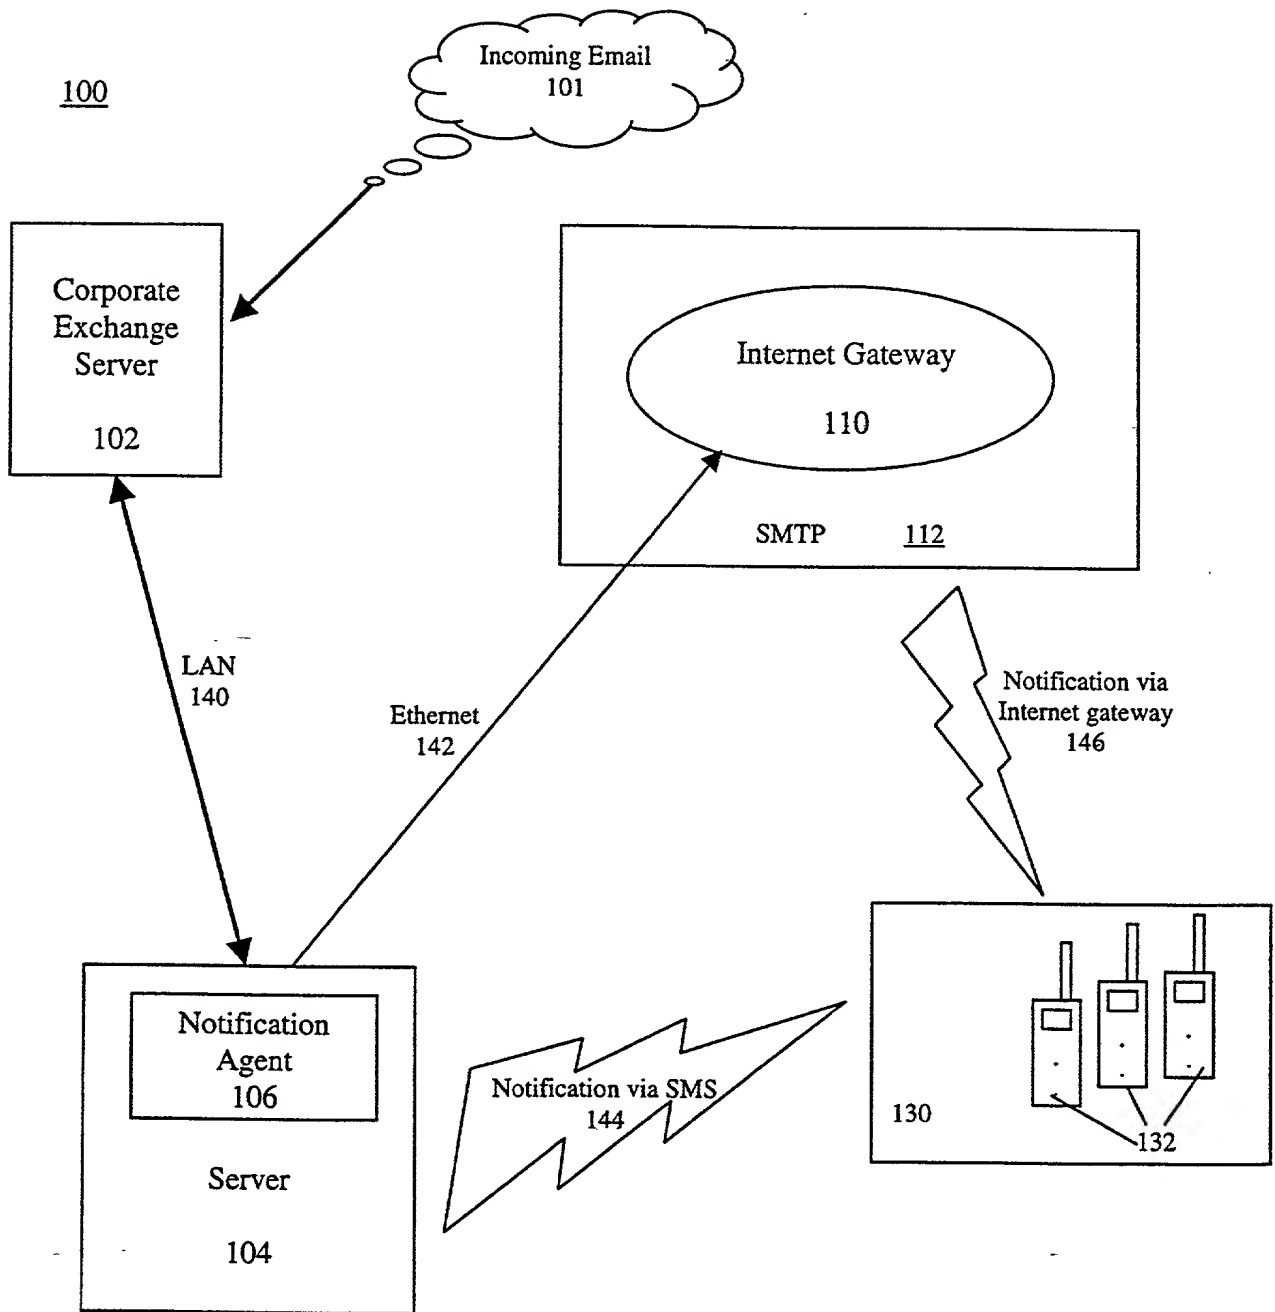 Incoming Email
101
100
Corporate
Exchange
Server
102
Internet Gateway
110
SMTP 112
LAN
140
Ethernet
142
Notification via
Internet gateway
146
Notification
Agent
106
Server
104
Notification via SMS
144
130
132